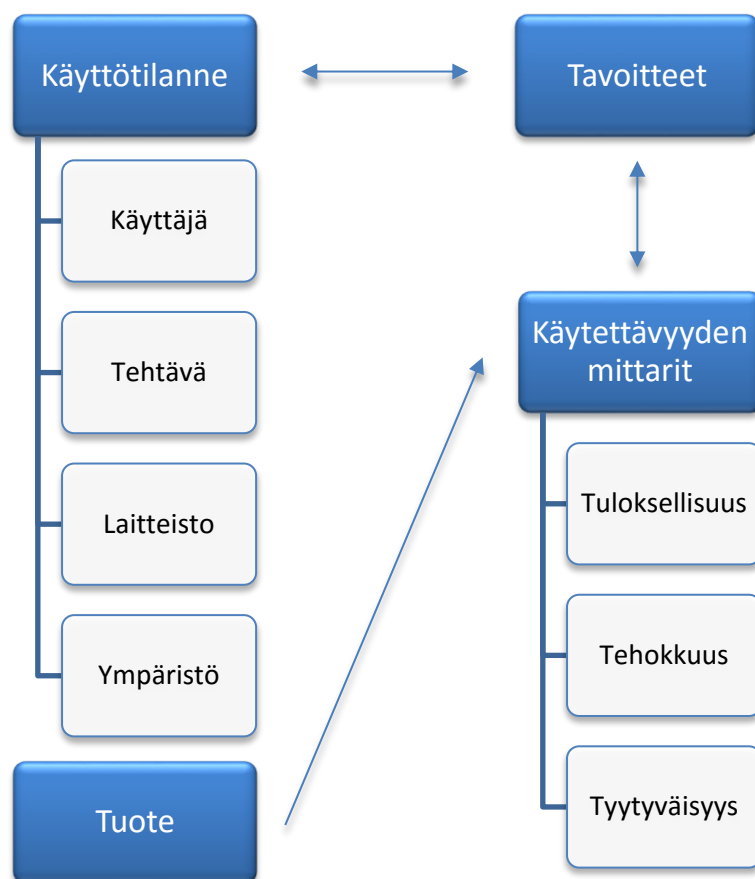 Käyttötilanne
Käyttäjä
Tehtävä
Laitteisto
Ympäristö
Tuote
Tavoitteet
Käytettävyyden
mittarit
Tuloksellisuus
Tehokkuus
Tyytyväisyys